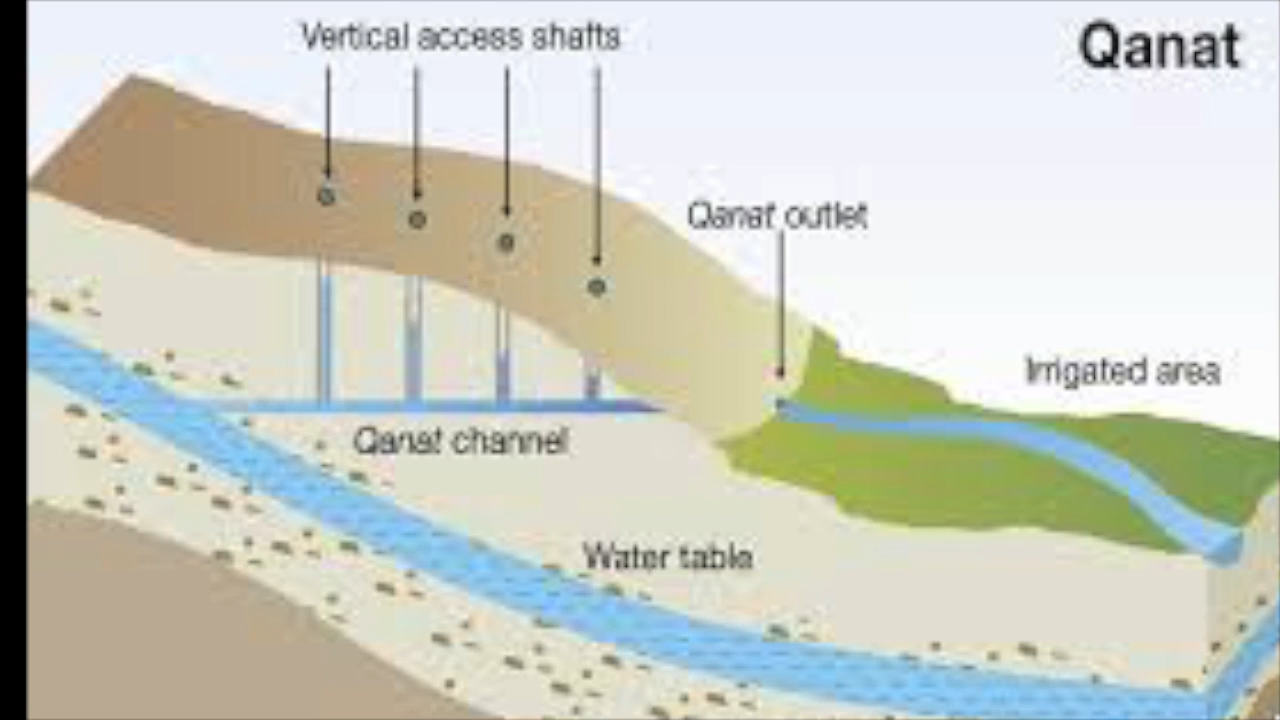 Vertical access shafts
Qanat
Qanat outlet
Irrigated area
Qanat channel
Water table